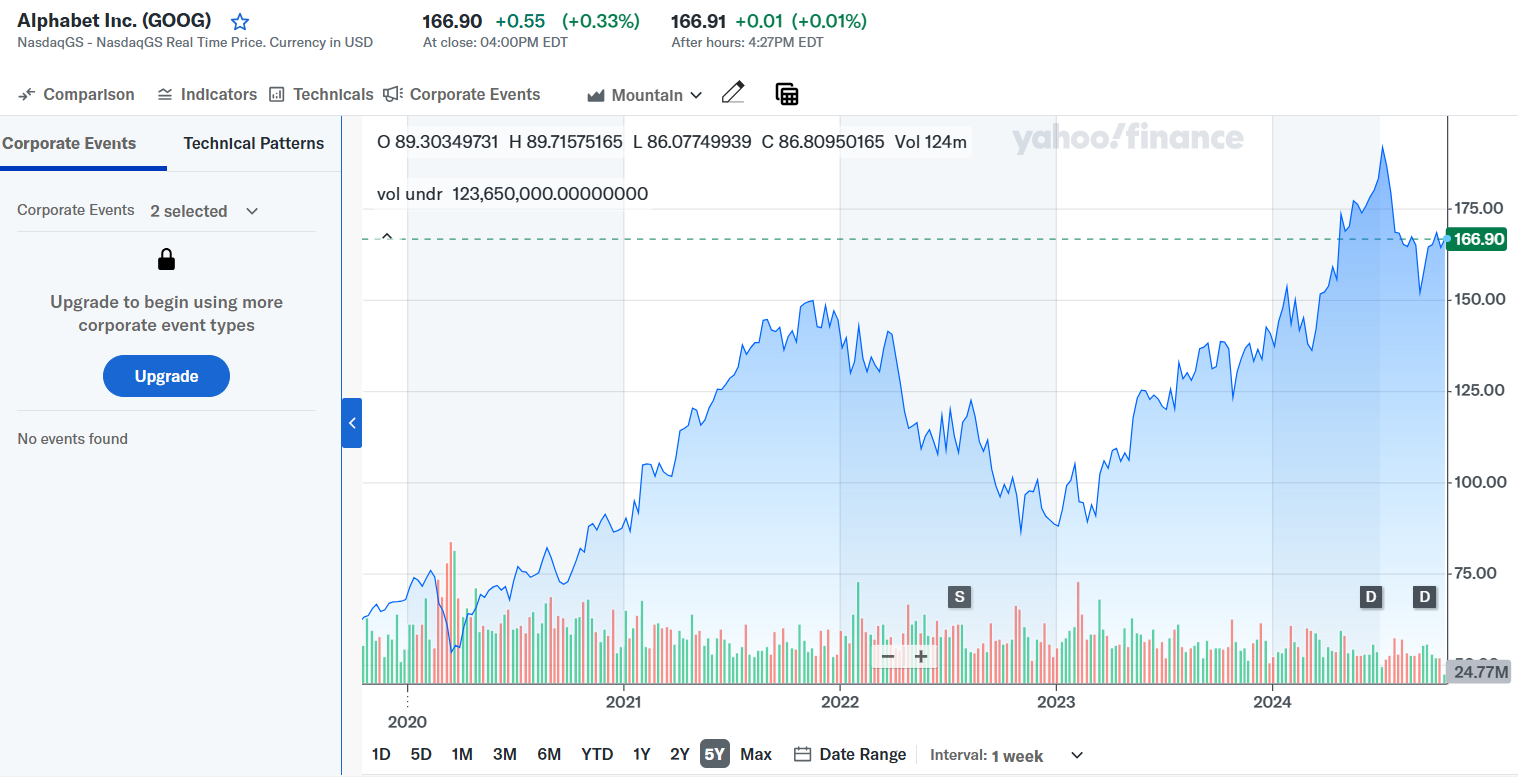 Alphabet Inc. (GOOG)
166.90 +0.55 (+0.33%)
166.91 +0.01 (+0.01%)
NasdaqGS - NasdaqGS Real Time Price. Currency in USD
At close: 04:00PM EDT
After hours: 4:27PM EDT
Comparison
Indicators
Technicals
Corporate Events
Mountain
Corporate Events
Technical Patterns
Corporate Events 2 selected
Upgrade to begin using more
corporate event types
Upgrade
No events found
O 89.30349731 H 89.71575165 L 86.07749939 C 86.80950165 Vol 124m
yahoo!finance
vol undr 123,650,000.00000000
175.00
166.90
150.00
125.00
100.00
75.00
S
D
D
24.77M
2020
2021
2022
2023
2024
1D 5D 1M 3M 6M YTD 1Y 2Y 5Y Max Date Range Interval: 1 week